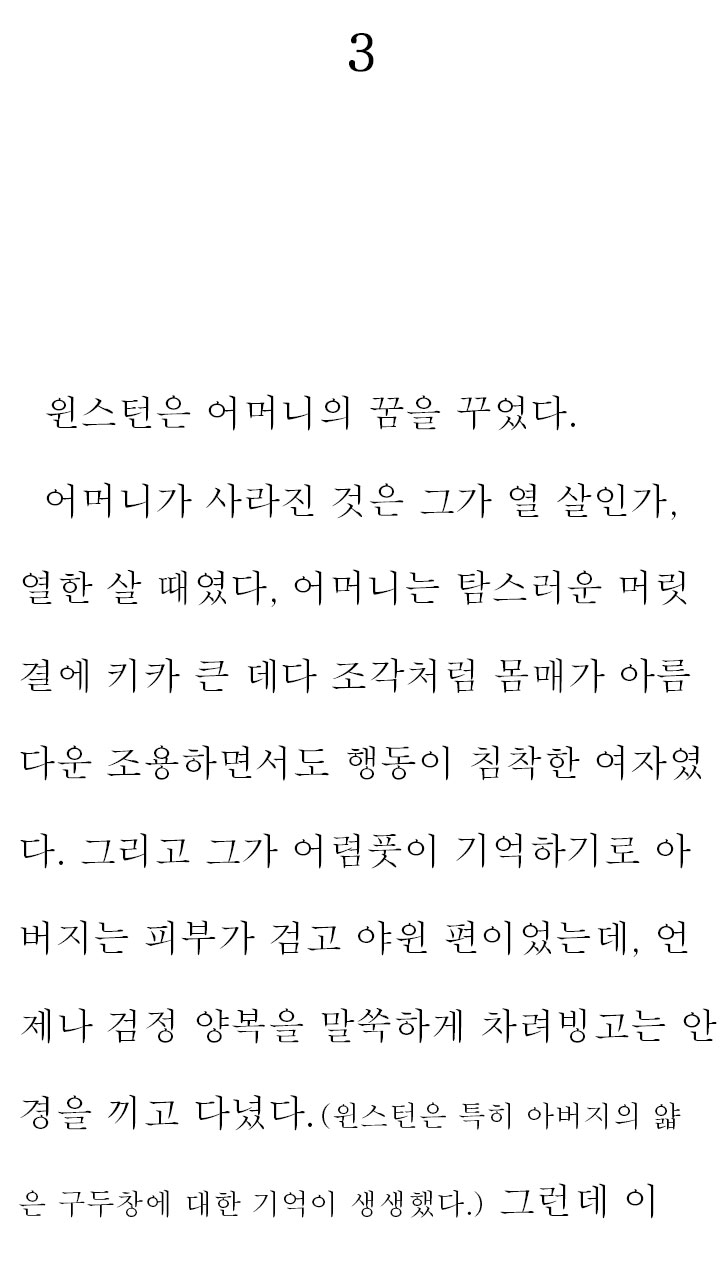 3
윈스턴은 어머니의 꿈을 꾸었다.
어머니가 사라진 것은 그가 열 살인가,
열한 살 때였다, 어머니는 탐스러운 머릿
결에 키카 큰 데다 조각처럼 몸매가 아름
다운 조용하면서도 행동이 침착한 여자였
다. 그리고 그가 어렴풋이 기억하기로 아
버지는 피부가 검고 야윈 편이었는데, 언
제나 검정 양복을 말쑥하게 차려빙고는 안
경을 끼고 다녔다.(윈스턴은 특히 아버지의 얇
은 구두창에 대한 기억이 생생했다.) 그런데 이